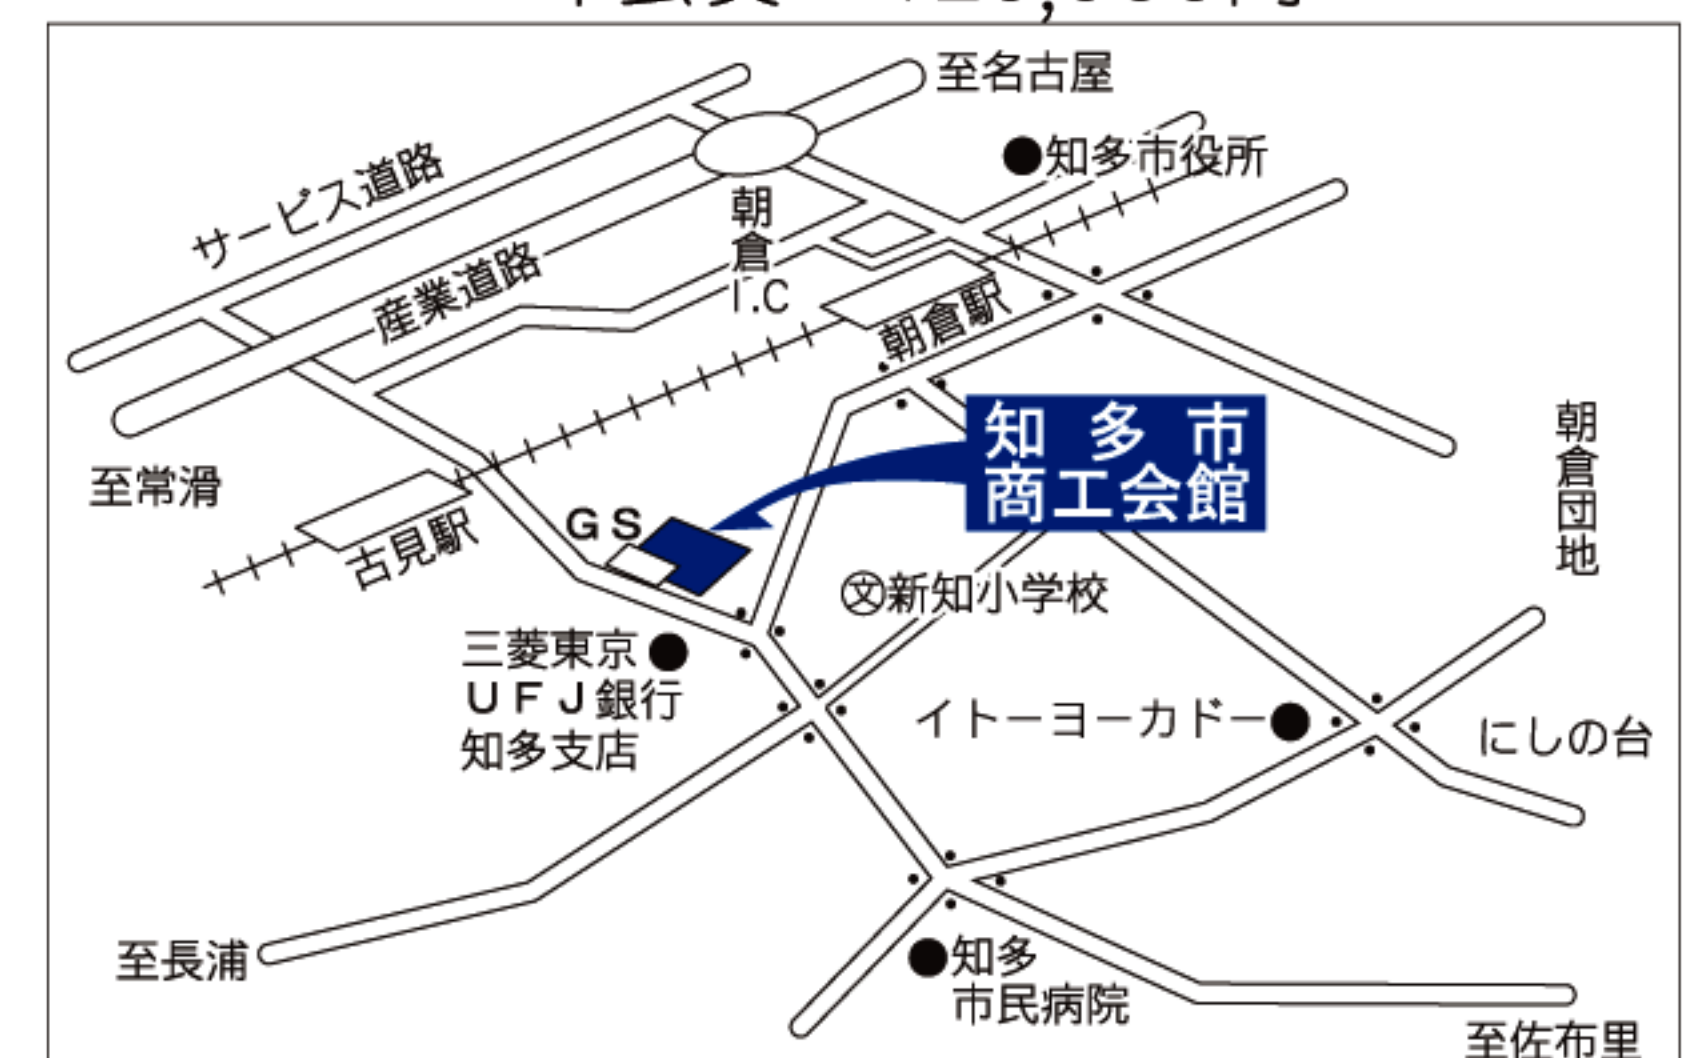 至名古屋
知多市役所
サービス道路
朝倉I.C
産業道路
朝倉駅
知多市
商工会館
朝倉団地
至常滑
古見駅
GS
文新知小学校
三菱東京
UFJ銀行
知多支店
イトーヨーカドー
にしの台
至長浦
知多
市民病院
至佐布里